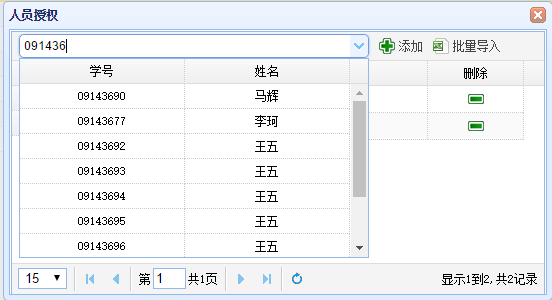 人员授权
091436 添加 批量导入
学号 姓名 删除
09143690 马辉
09143677 李珂
09143692 王五
09143693 王五
09143694 王五
09143695 王五
09143696 王五
15 第 1 共1页 显示1到2,共2记录